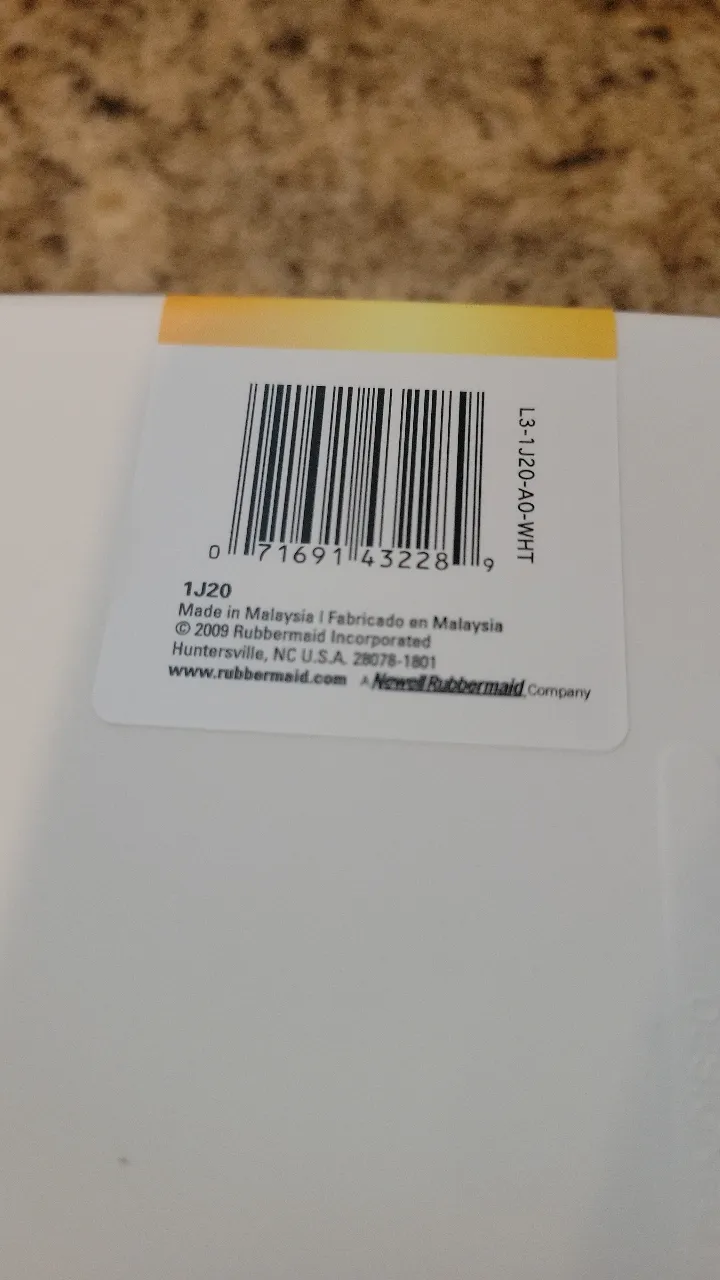 L3-1J20-A0-WHT
0 71691 43228 9
1J20
Made in Malaysia | Fabricado en Malaysia
© 2009 Rubbermaid Incorporated
Huntersville, NC U.S.A. 28078-1801
www.rubbermaid.com A Newell Rubbermaid Company